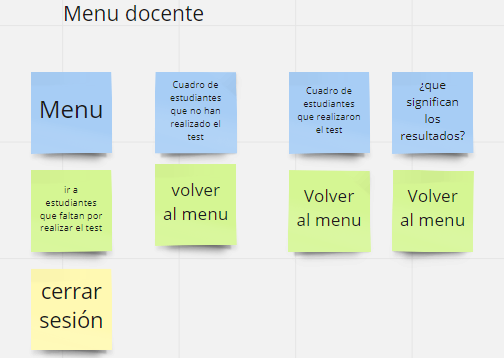 Menu docente
Menu
Cuadro de
estudiantes
que no han
realizado el
test
Cuadro de
estudiantes
que realizaron
el test
¿que
significan
los
resultados?
ir a
estudiantes
que faltan por
realizar el test
volver
al menu
Volver
al menu
Volver
al menu
cerrar
sesión